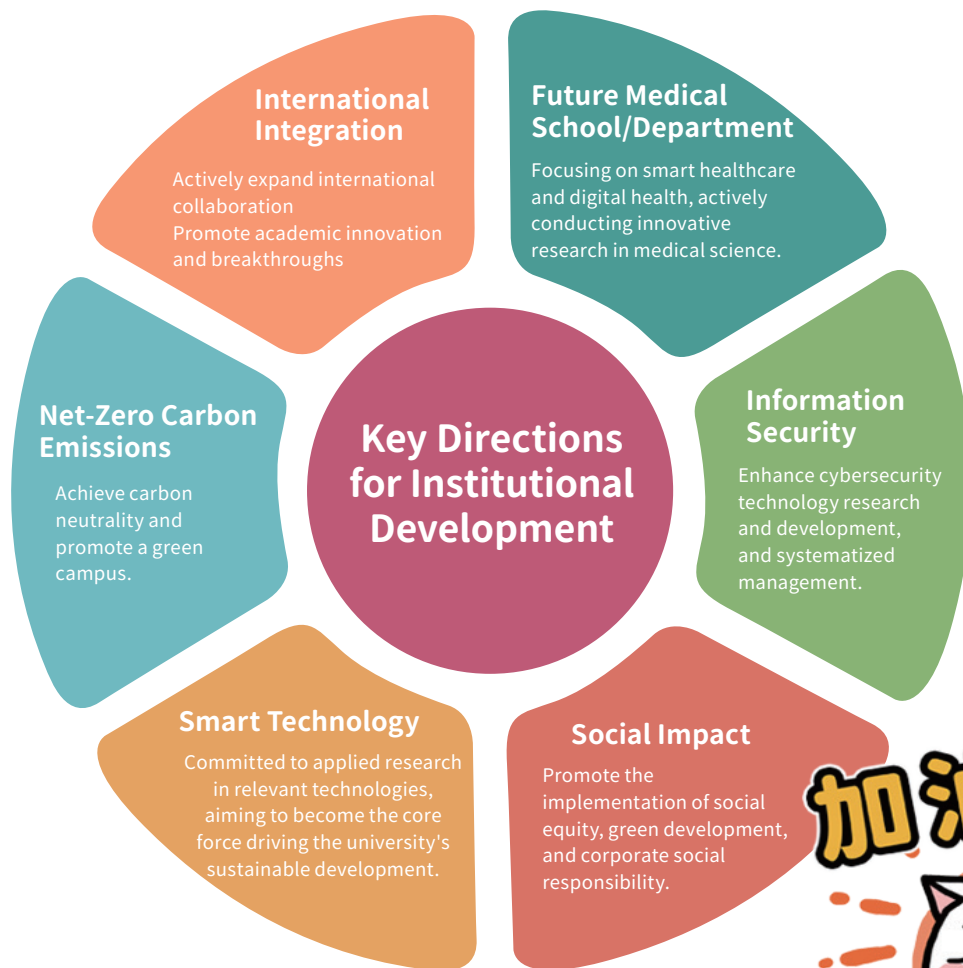 International
Integration
Actively expand international
collaboration
Promote academic innovation
and breakthroughs
Future Medical
School/Department
Focusing on smart healthcare
and digital health, actively
conducting innovative
research in medical science.
Net-Zero Carbon
Emissions
Achieve carbon
neutrality and
promote a green
campus.
Key Directions
for Institutional
Development
Information
Security
Enhance cybersecurity
technology research
and development,
and systematized
management.
Smart Technology
Committed to applied research
in relevant technologies,
aiming to become the core
force driving the university's
sustainable development.
Social Impact
Promote the
implementation of social
equity, green development,
and corporate social
responsibility.
加油